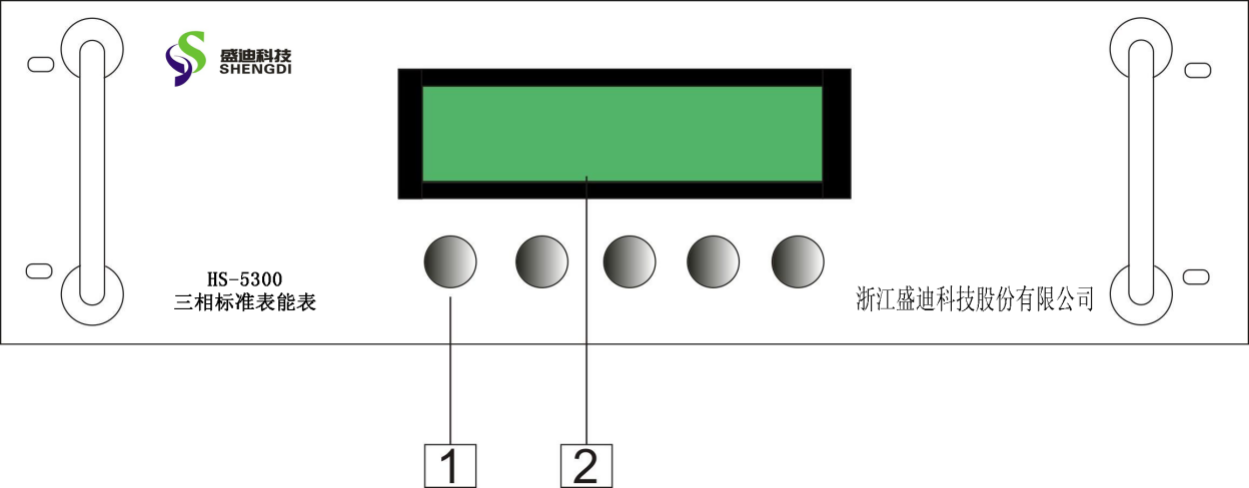 盛迪科技
SHENGDI
HS-5300
三相标准表能表
浙江盛迪科技股份有限公司
1
2